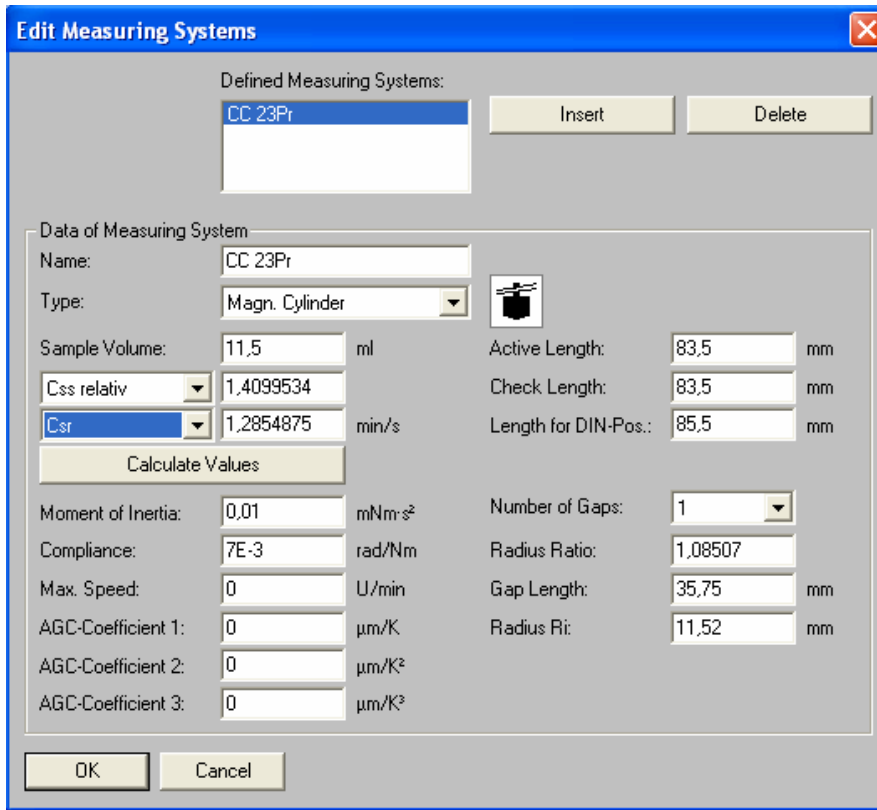 Edit Measuring Systems
Defined Measuring Systems:
CC 23Pr
Insert
Delete
Data of Measuring System
Name:
CC 23Pr
Type:
Magn. Cylinder
Sample Volume:
11,5
ml
Active Length:
83,5
mm
Css relativ
1,4099534
Check Length:
83,5
mm
Csr
1,2854875
min/s
Length for DIN-Pos.:
85,5
mm
Calculate Values
Moment of Inertia:
0,01
mNm·s²
Number of Gaps:
1
Compliance:
7E-3
rad/Nm
Radius Ratio:
1,08507
Max. Speed:
0
U/min
Gap Length:
35,75
mm
AGC-Coefficient 1:
0
µm/K
Radius Ri:
11,52
mm
AGC-Coefficient 2:
0
µm/K²
AGC-Coefficient 3:
0
µm/K³
OK
Cancel